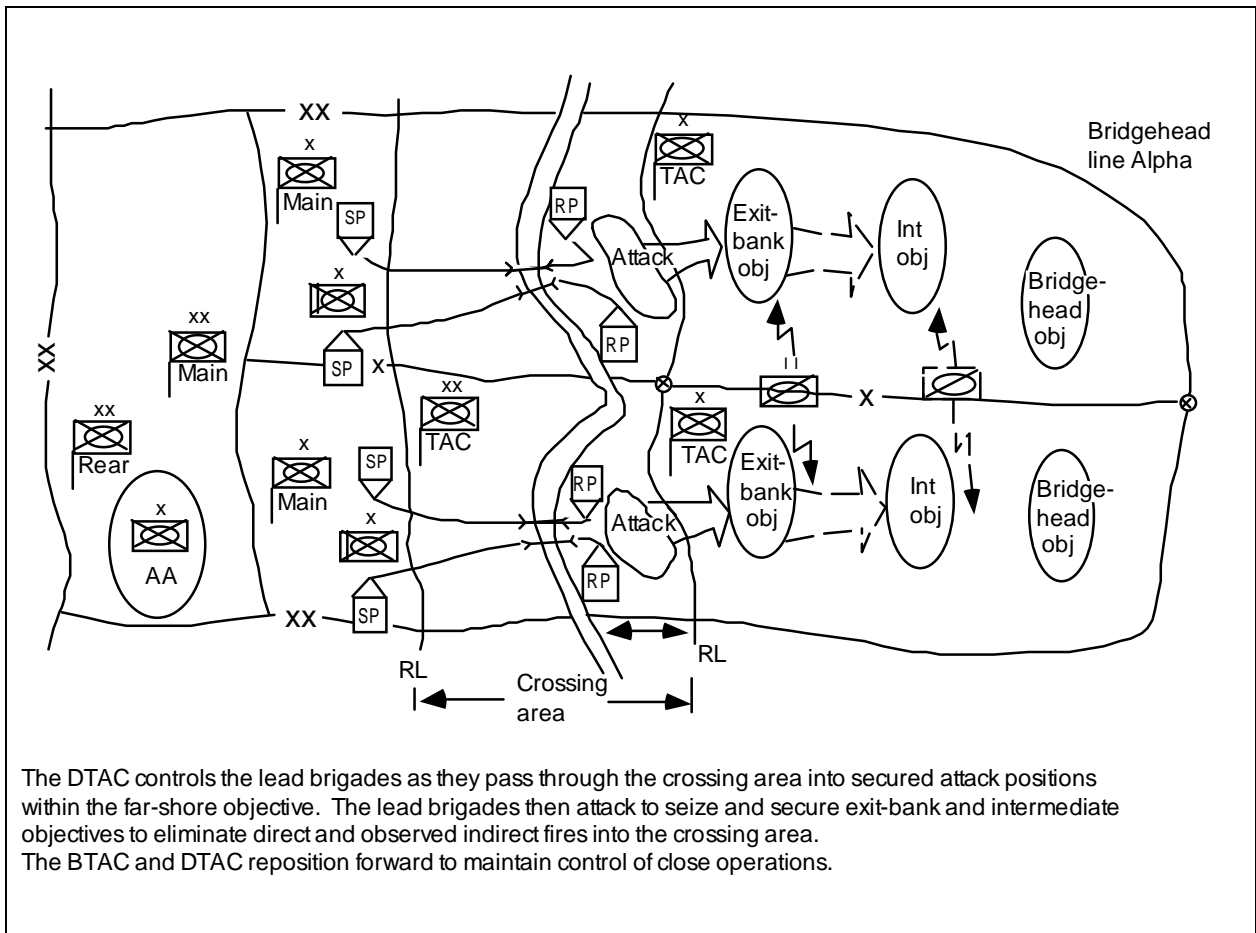 XX
Bridgehead
line Alpha
x
Main
x
TAC
SP
RP
Exit-
bank
obj
Int
obj
Attack
x
Bridge-
head
obj
xx
Main
XX
SP
x
RP
II
xx
TAC
x
TAC
X
xx
Rear
x
Main
SP
RP
Exit-
bank
obj
Int
obj
Bridge-
head
obj
x
AA
x
Attack
RP
XX
SP
RL
RL
Crossing
area
The DTAC controls the lead brigades as they pass through the crossing area into secured attack positions
within the far-shore objective. The lead brigades then attack to seize and secure exit-bank and intermediate
objectives to eliminate direct and observed indirect fires into the crossing area.
The BTAC and DTAC reposition forward to maintain control of close operations.